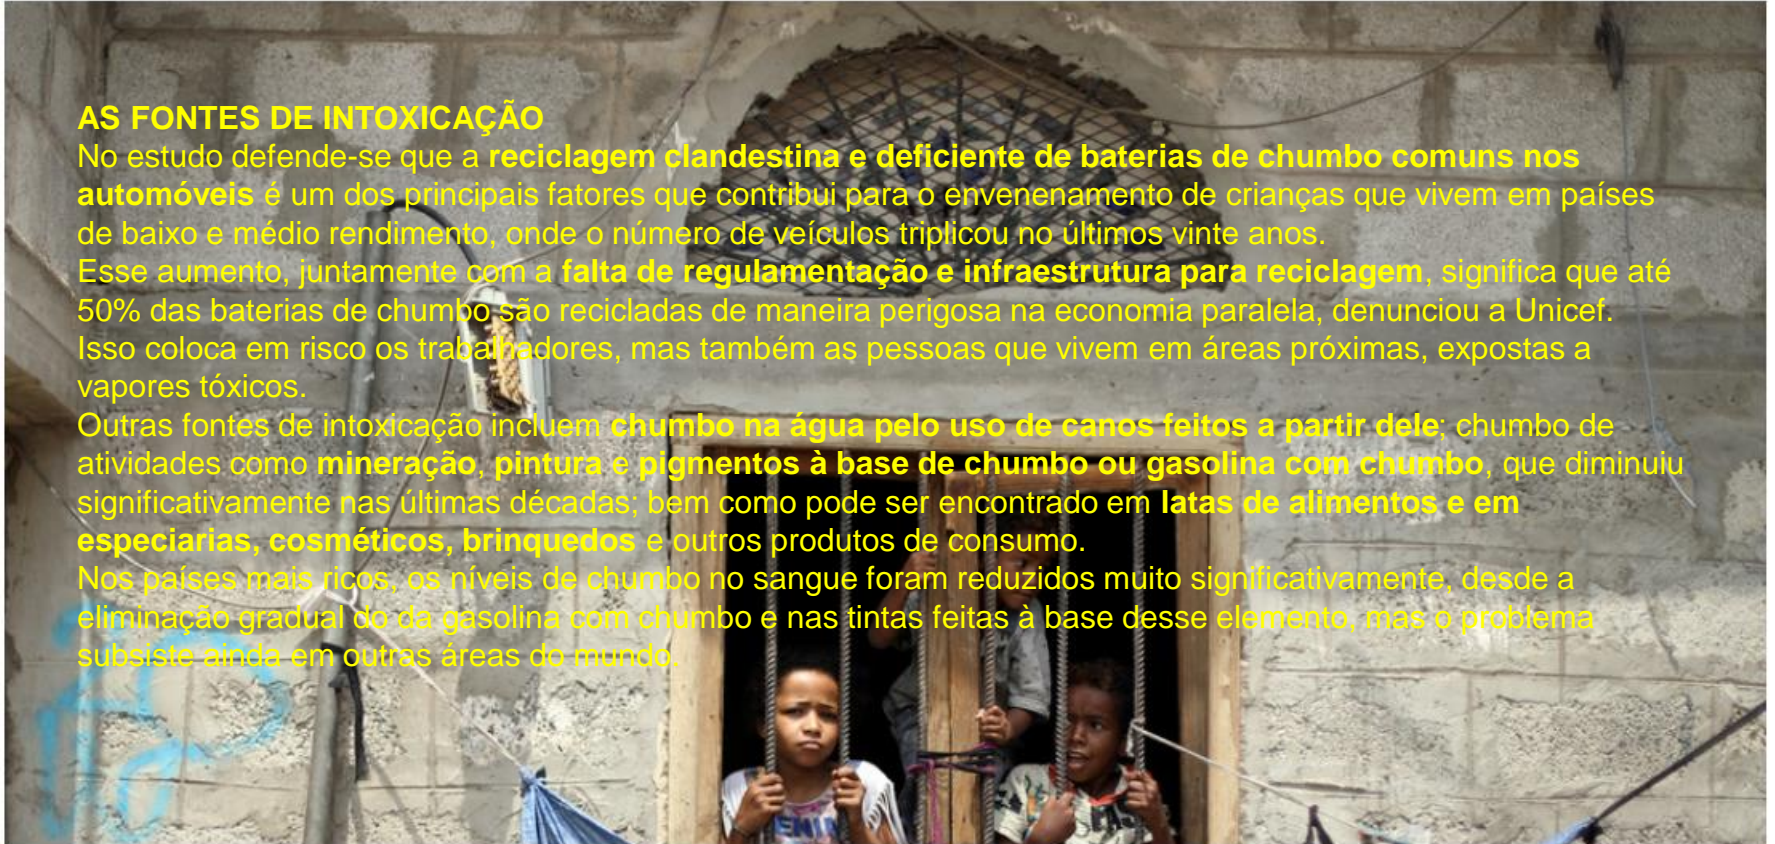 AS FONTES DE INTOXICAÇÃO
No estudo defende-se que a reciclagem clandestina e deficiente de baterias de chumbo comuns nos
automóveis é um dos principais fatores que contribui para o envenenamento de crianças que vivem em países
de baixo e médio rendimento, onde o número de veículos triplicou no últimos vinte anos.
Esse aumento, juntamente com a falta de regulamentação e infraestrutura para reciclagem, significa que até
50% das baterias de chumbo são recicladas de maneira perigosa na economia paralela, denunciou a Unicef.
Isso coloca em risco os trabalhadores, mas também as pessoas que vivem em áreas próximas, expostas a
vapores tóxicos.
Outras fontes de intoxicação incluem chumbo na água pelo uso de canos feitos a partir dele; chumbo de
atividades como mineração, pintura e pigmentos à base de chumbo ou gasolina com chumbo, que diminuiu
significativamente nas últimas décadas; bem como pode ser encontrado em latas de alimentos e em
especiarias, cosméticos, brinquedos e outros produtos de consumo.
Nos países mais ricos, os níveis de chumbo no sangue foram reduzidos muito significativamente, desde a
eliminação gradual do da gasolina com chumbo e nas tintas feitas à base desse elemento, mas o problema
subsiste ainda em outras áreas do mundo.